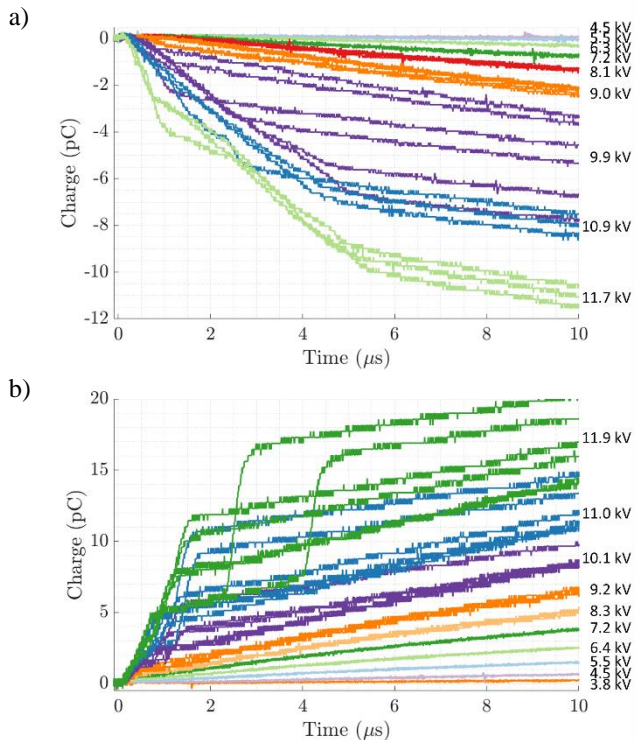 a)
0
-2
-4
-6
-8
-10
-12
Charge (pC)
4.5 kV
5.5 kV
6.3 kV
7.2 kV
8.1 kV
9.0 kV
9.9 kV
10.9 kV
11.7 kV
0 2 4 6 8 10
Time (μs)
b)
20
15
10
5
0
Charge (pC)
11.9 kV
11.0 kV
10.1 kV
9.2 kV
8.3 kV
7.2 kV
6.4 kV
5.5 kV
4.5 kV
3.8 kV
0 2 4 6 8 10
Time (μs)